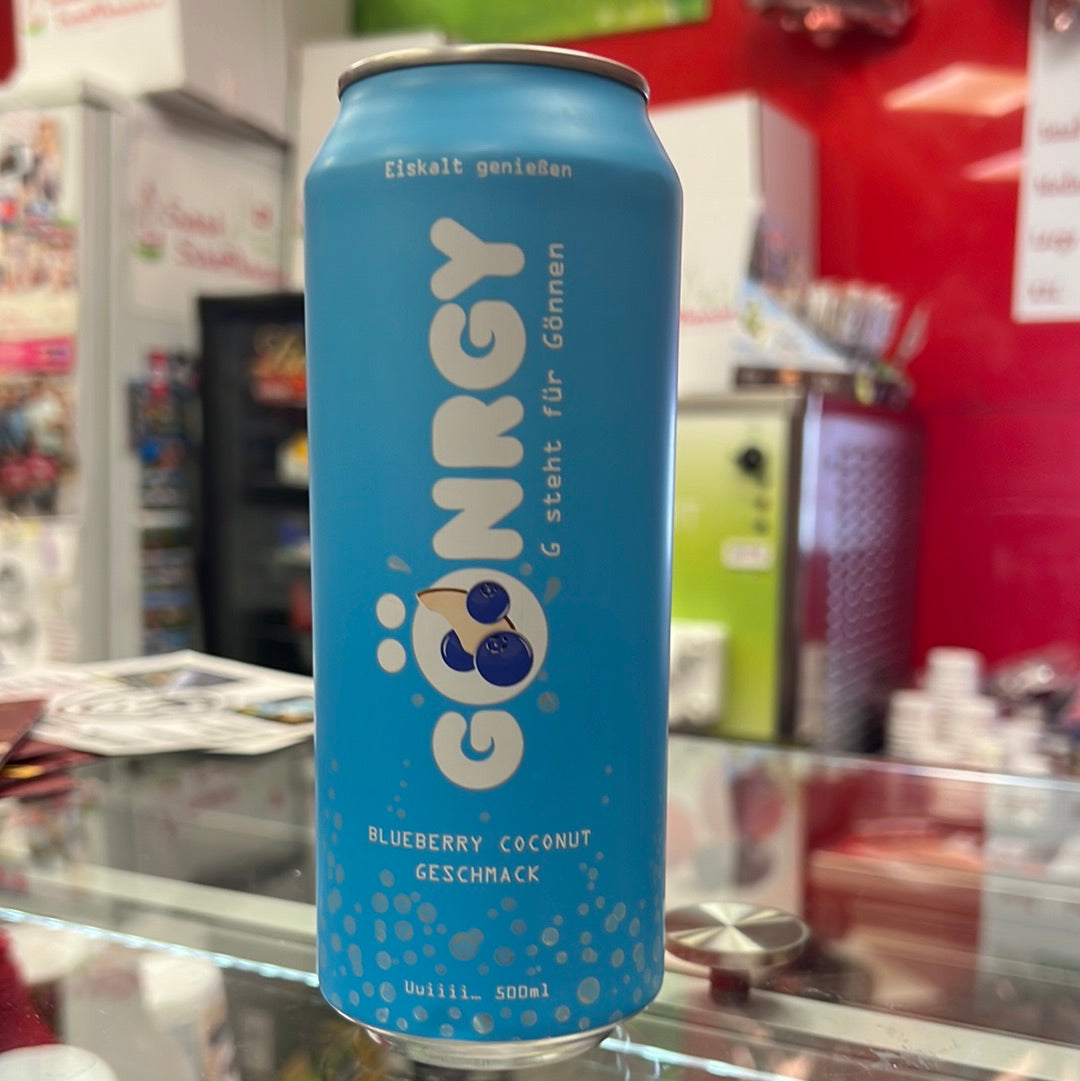 Eiskalt genießen
GÖNRGY
G steht für Gönnen
BLUEBERRY COCONUT
GESCHMACK
Uuiiii… 500ml